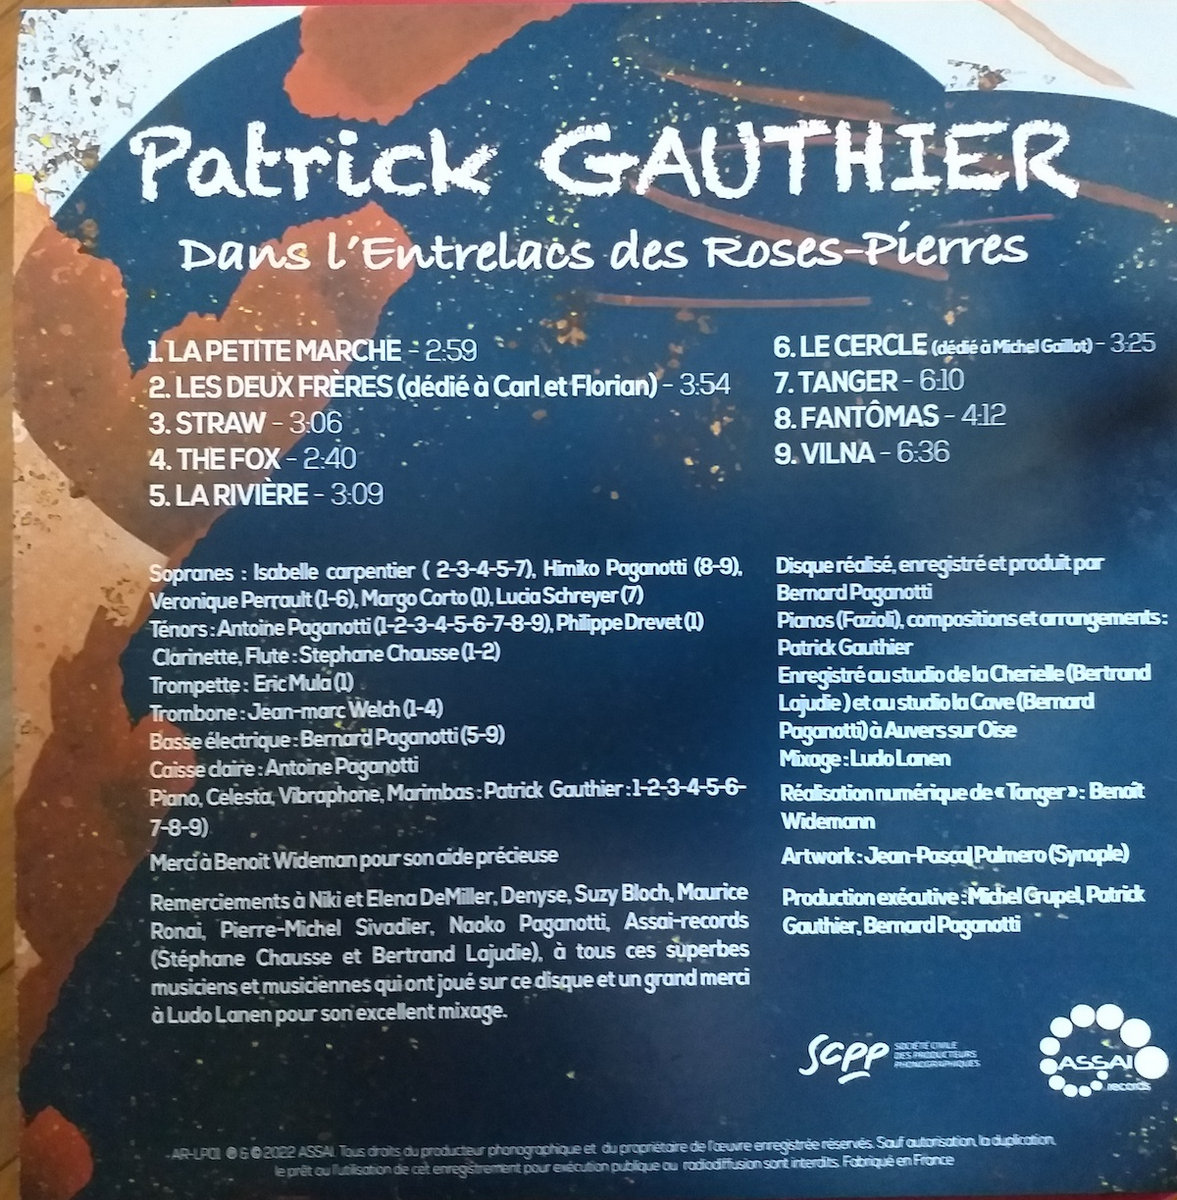 Patrick GAUTHIER
Dans l'Entrelacs des Roses-Pierres
1. LA PETITE MARCHE - 2:59
2. LES DEUX FRÈRES (dédié à Carl et Florian) - 3:54
3. STRAW - 3:06
4. THE FOX - 2:40
5. LA RIVIÈRE - 3:09
6. LE CERCLE (dédié à Michel Gaillot) - 3:25
7. TANGER - 6:10
8. FANTÔMAS - 4:12
9. VILNA - 6:36
Sopranes : Isabelle carpentier ( 2-3-4-5-7), Himiko Paganotti (8-9),
Veronique Perrault (1-6), Margo Corto (1), Lucia Schreyer (7)
Ténors : Antoine Paganotti (1-2-3-4-5-6-7-8-9), Philippe Drevet (1)
Clarinette, Flute : Stephane Chausse (1-2)
Trompette : Eric Mula (1)
Trombone : Jean-marc Welch (1-4)
Basse électrique : Bernard Paganotti (5-9)
Caisse claire : Antoine Paganotti
Piano, Celesta, Vibraphone, Marimbas : Patrick Gauthier :1-2-3-4-5-6-
7-8-9)
Merci à Benoit Wideman pour son aide précieuse
Remerciements à Niki et Elena DeMiller, Denyse, Suzy Bloch, Maurice
Ronai, Pierre-Michel Sivadier, Naoko Paganotti, Assai-records
(Stéphane Chausse et Bertrand Lajudie), à tous ces superbes
musiciens et musiciennes qui ont joué sur ce disque et un grand merci
à Ludo Lanen pour son excellent mixage.
Disque réalisé, enregistré et produit par
Bernard Paganotti
Pianos (Fazioli), compositions et arrangements :
Patrick Gauthier
Enregistré au studio de la Cherielle (Bertrand
Lajudie ) et au studio la Cave (Bernard
Paganotti) à Auvers sur Oise
Mixage : Ludo Lanen
Réalisation numérique de « Tanger » : Benoît
Widemann
Artwork : Jean-Pascal Palmero (Synople)
Production exécutive : Michel Grupel, Patrick
Gauthier, Bernard Paganotti
SCPP
SOCIÉTÉ CIVILE
DES PRODUCTEURS
PHONOGRAPHIQUES
ASSAI
records
- AR-LP01 ℗ & © 2022 ASSAI. Tous droits du producteur phonographique et du propriétaire de l'œuvre enregistrée réservés. Sauf autorisation, la duplication,
le prêt ou l'utilisation de cet enregistrement pour exécution publique au radiodiffusion sont interdits. Fabriqué en France